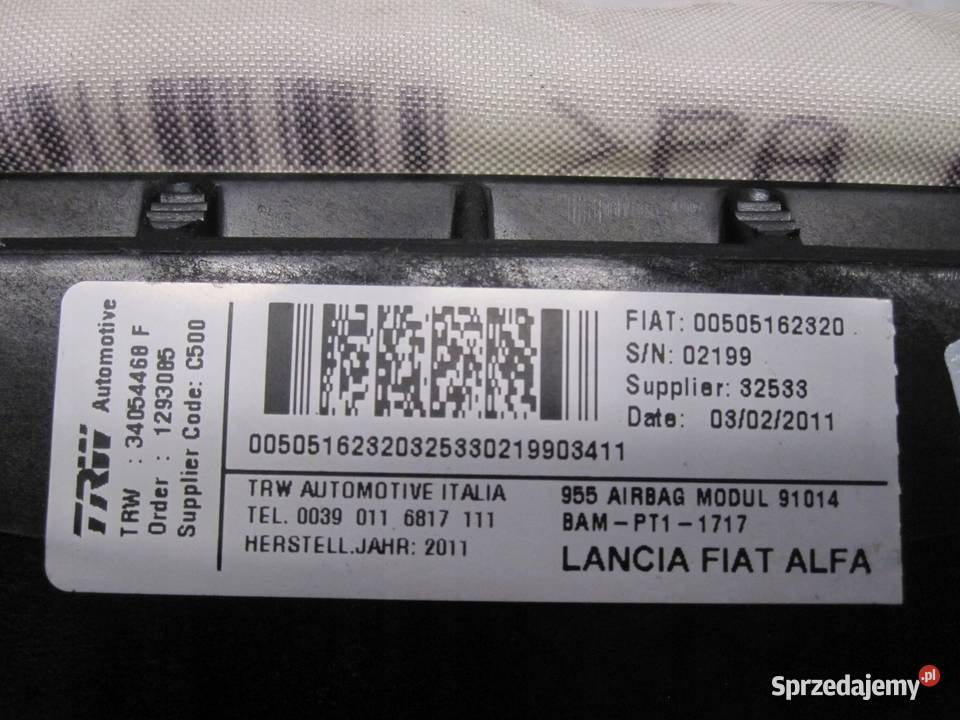 >PA
TRW Automotive
TRW : 34054468 F
Order : 1293085
Supplier Code: C500
FIAT: 00505162320
S/N: 02199
Supplier: 32533
Date: 03/02/2011
00505162320325330219903411
TRW AUTOMOTIVE ITALIA
TEL. 0039 011 6817 111
HERSTELL.JAHR: 2011
955 AIRBAG MODUL 91014
BAM-PT1-1717
LANCIA FIAT ALFA
Sprzedajemy.pl